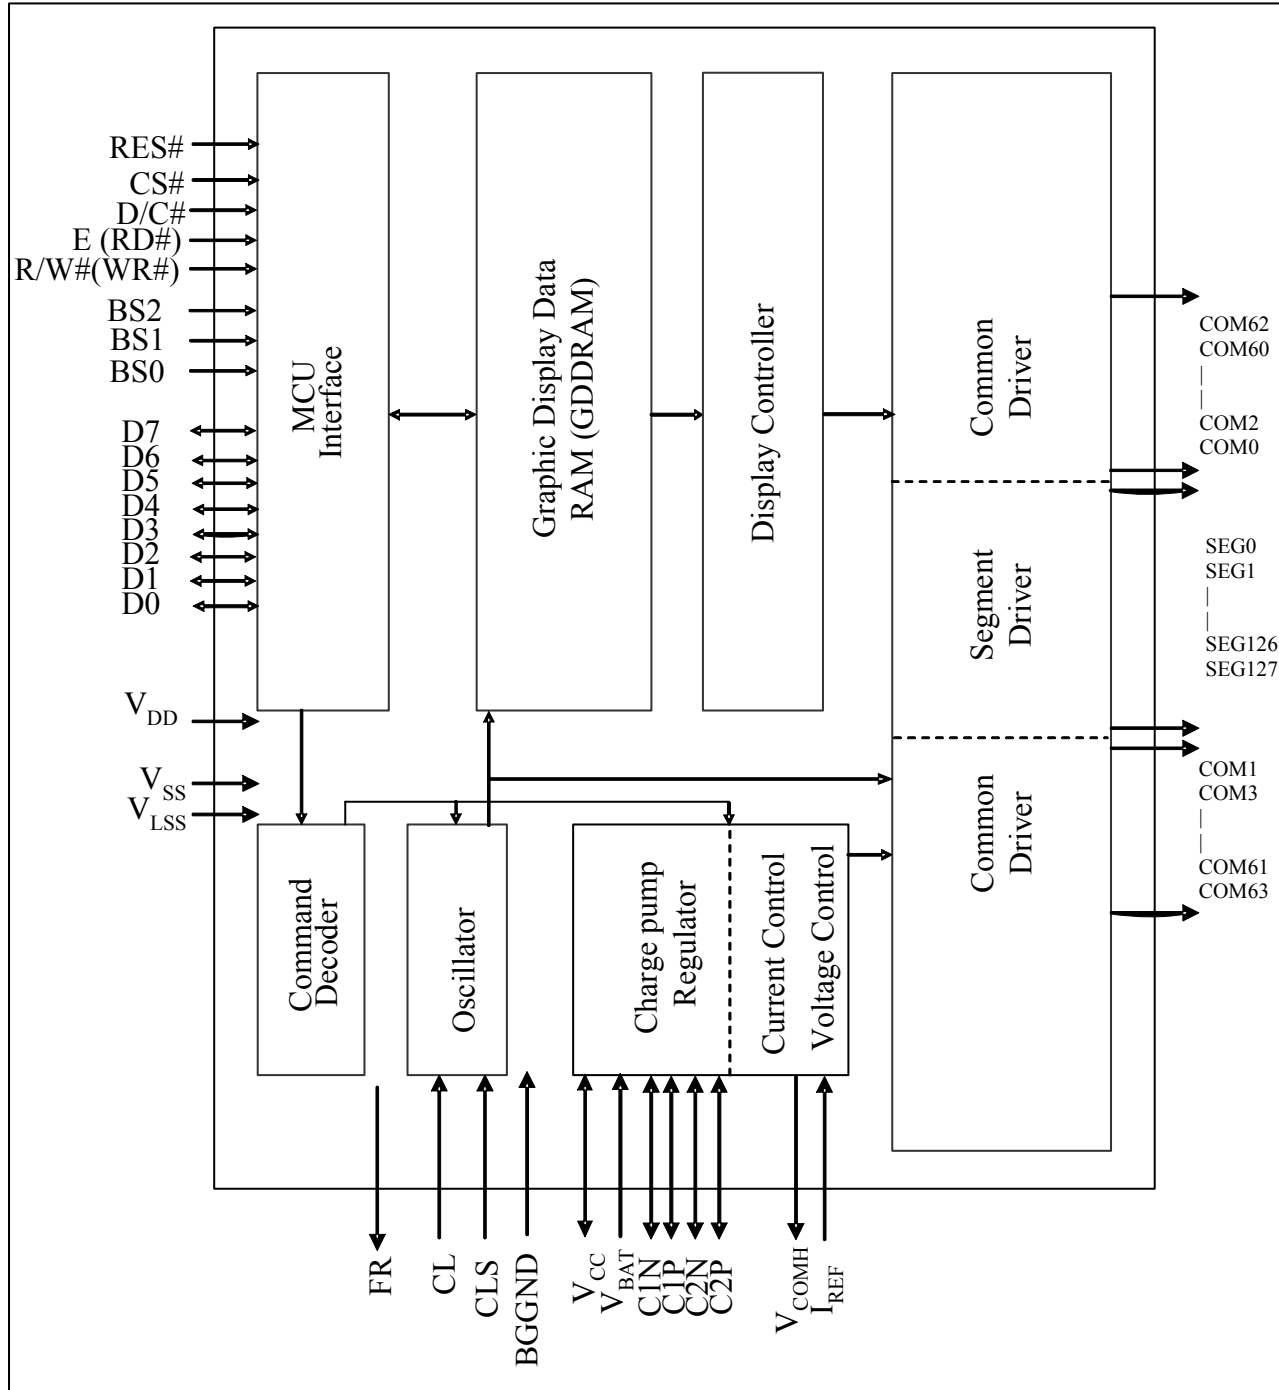 RES#
CS#
D/C#
E (RD#)
R/W#(WR#)
BS2
BS1
BS0
D7
D6
D5
D4
D3
D2
D1
D0
VDD
VSS
VLSS
MCU
Interface
Graphic Display Data
RAM (GDDRAM)
Display Controller
Common
Driver
Segment
Driver
Common
Driver
COM62
COM60
|
|
COM2
COM0
SEG0
SEG1
|
|
SEG126
SEG127
COM1
COM3
|
|
COM61
COM63
Command
Decoder
Oscillator
Charge pump
Regulator
Current Control
Voltage Control
FR
CL
CLS
BGGND
VCC
VBAT
C1N
C1P
C2N
C2P
VCOMH
IREF